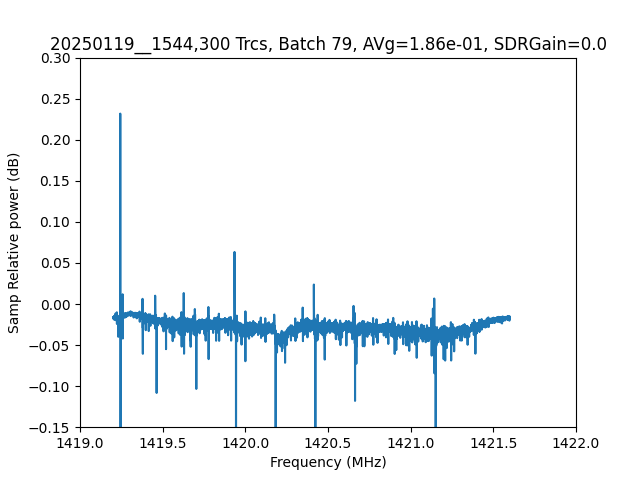 20250119__1544,300 Trcs, Batch 79, AVg=1.86e-01, SDRGain=0.0
0.30
0.25
0.20
0.15
0.10
0.05
0.00
−0.05
−0.10
−0.15
Samp Relative power (dB)
1419.0 1419.5 1420.0 1420.5 1421.0 1421.5 1422.0
Frequency (MHz)